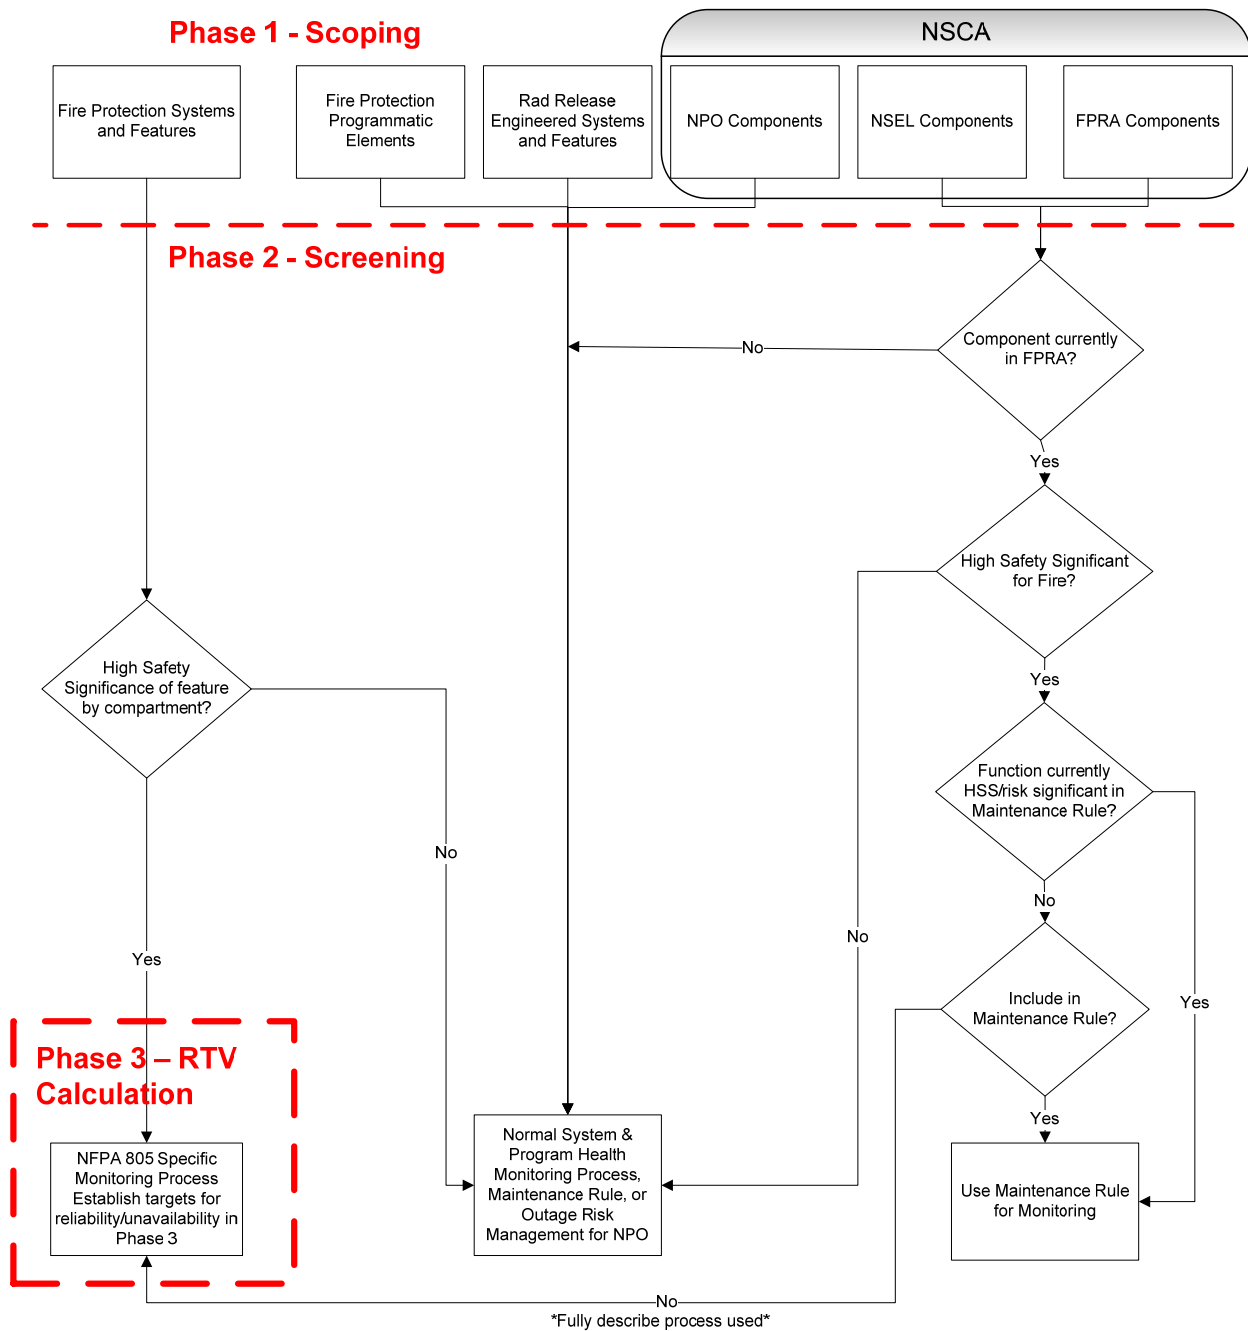 Phase 1 - Scoping
NSCA
Fire Protection Systems
and Features
Fire Protection
Programmatic
Elements
Rad Release
Engineered Systems
and Features
NPO Components
NSEL Components
FPRA Components
Phase 2 - Screening
Component currently
in FPRA?
No
Yes
High Safety Significant
for Fire?
Yes
High Safety
Significance of feature
by compartment?
Function currently
HSS/risk significant in
Maintenance Rule?
No
No
No
Yes
Include in
Maintenance Rule?
Yes
Phase 3 – RTV
Calculation
Yes
NFPA 805 Specific
Monitoring Process
Establish targets for
reliability/unavailability in
Phase 3
Normal System &
Program Health
Monitoring Process,
Maintenance Rule, or
Outage Risk
Management for NPO
Use Maintenance Rule
for Monitoring
No
*Fully describe process used*